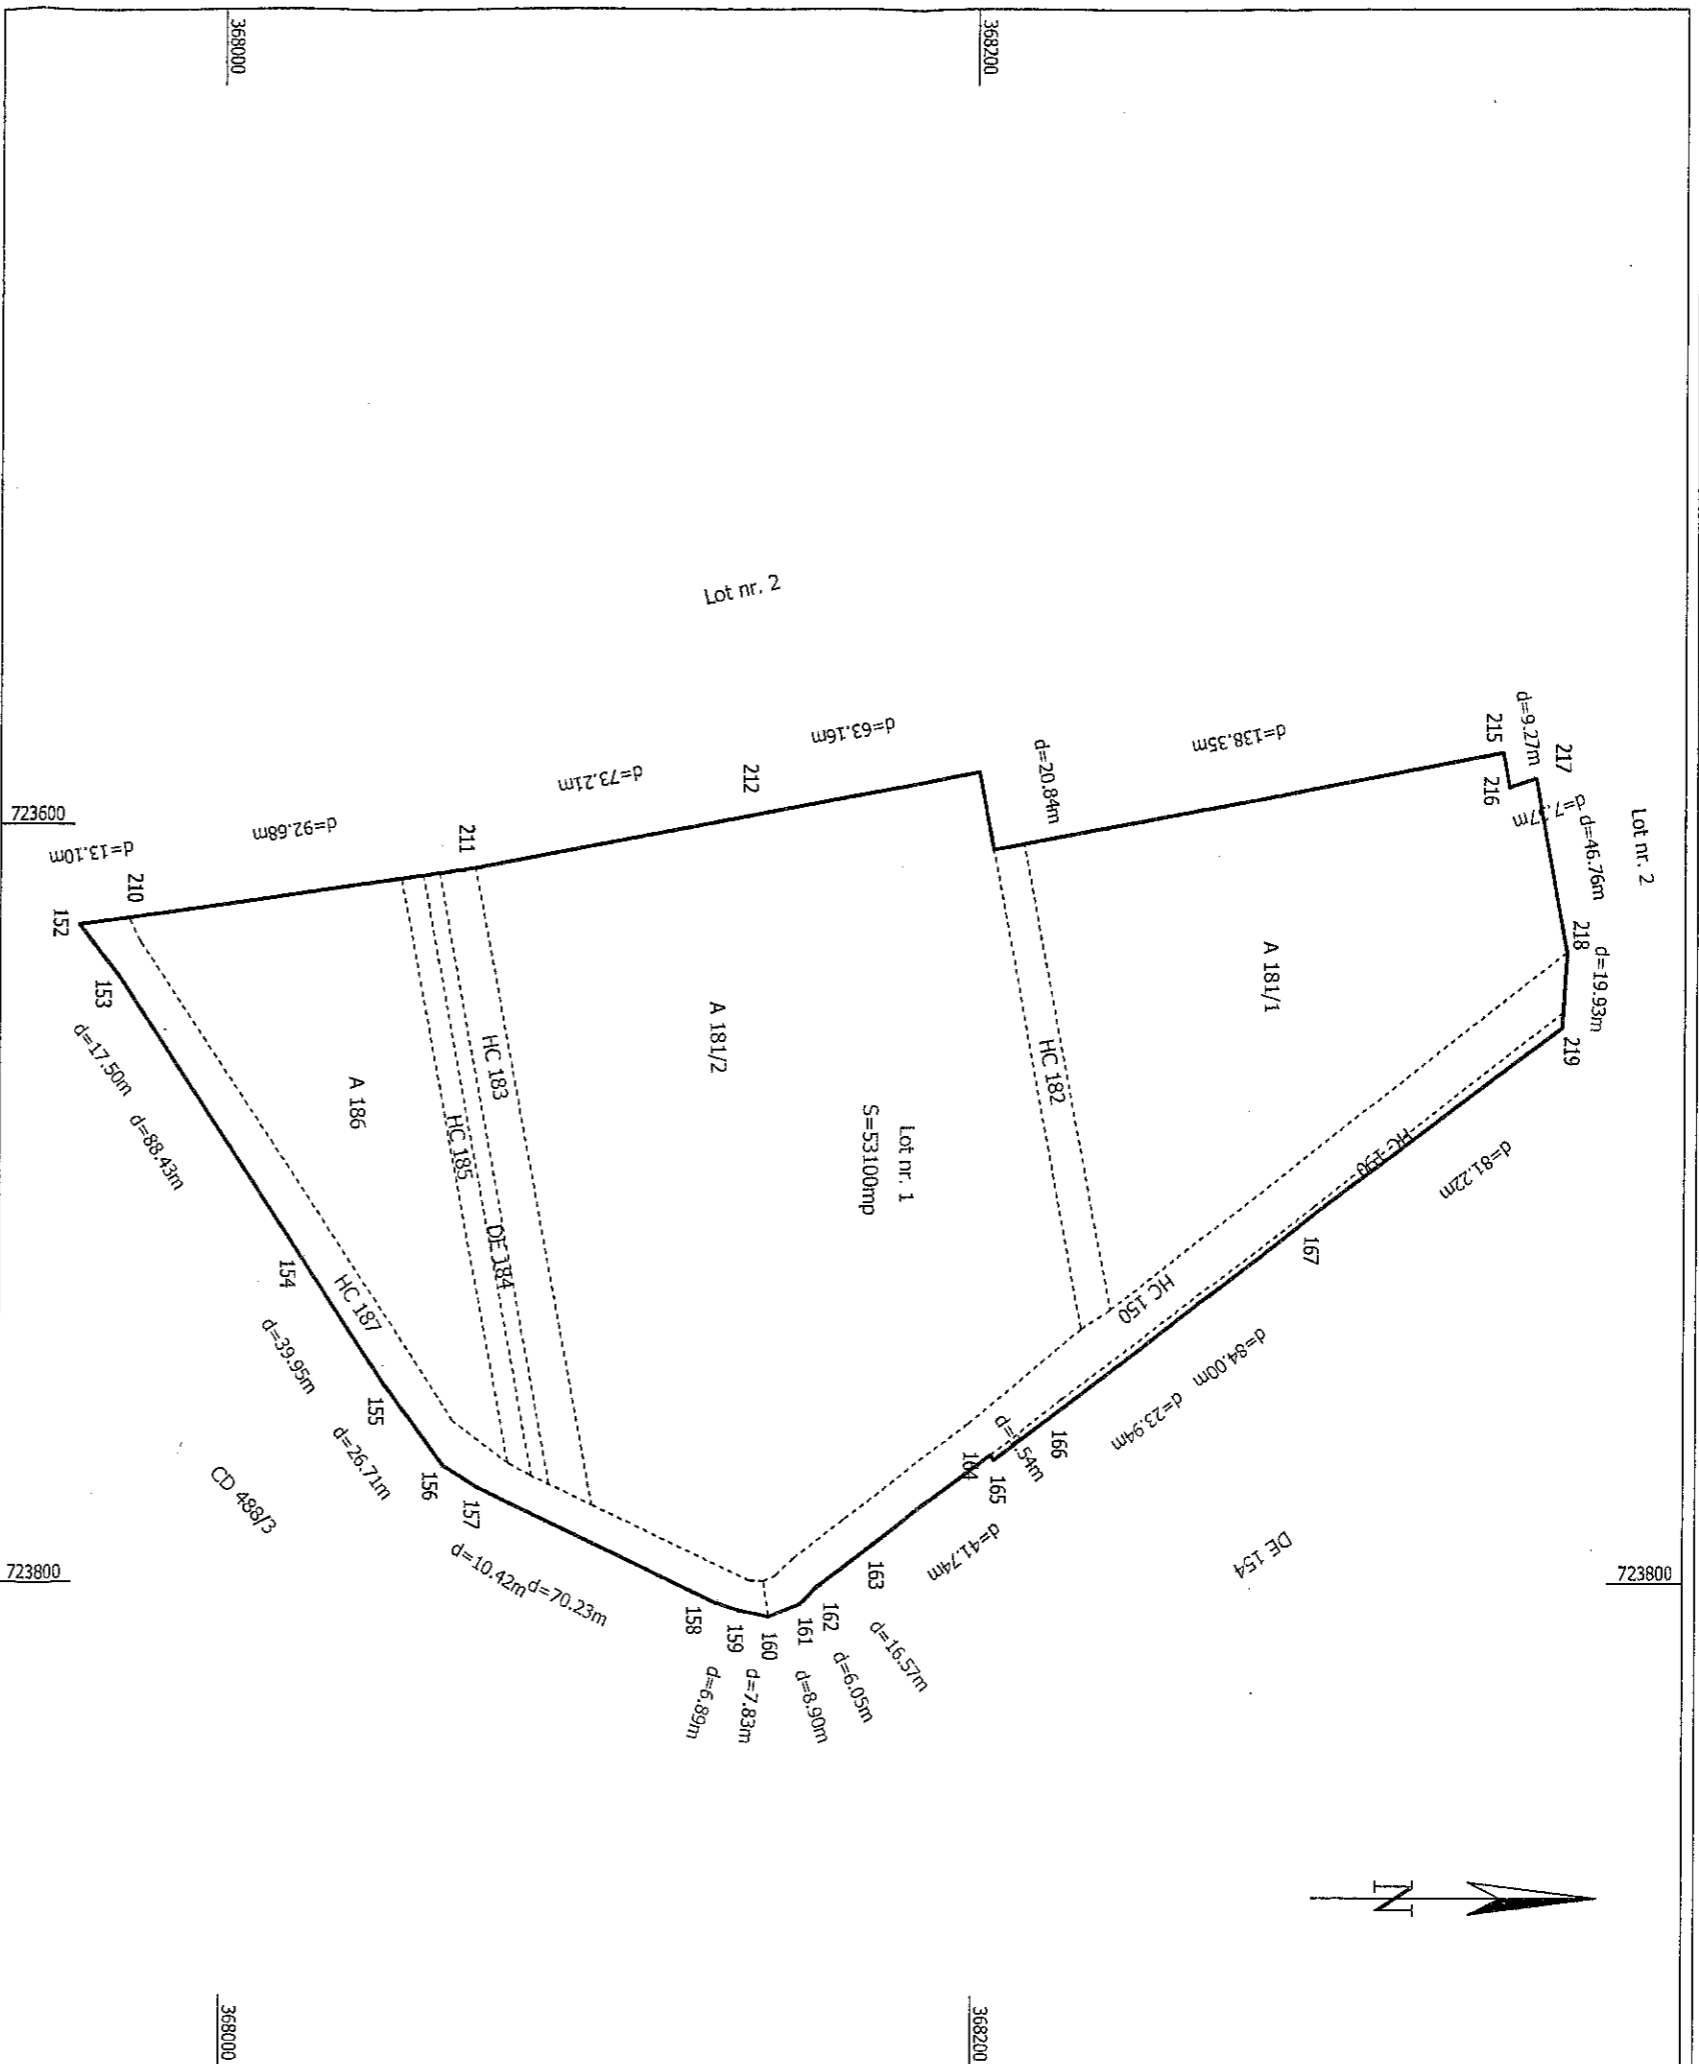 368000
368200
Lot nr. 2
Lot nr. 2
d=9.27m
217
215
216
d=46.76m
218
d=19.93m
219
d=138.35m
d=20.84m
d=63.16m
212
d=73.21m
211
d=92.68m
210
d=13.10m
723600
152
153
d=17.50m
d=88.43m
154
d=39.95m
155
d=26.71m
156
157
d=10.42m
d=70.23m
158
159
160
161
162
163
d=6.89m
d=7.83m
d=8.90m
d=6.05m
d=16.57m
d=41.74m
164
165
166
d=23.94m
d=84.00m
167
d=81.22m
A 181/1
HC 182
HC 190
HC 150
A 181/2
Lot nr. 1
S=53100mp
HC 183
DE 184
HC 185
A 186
HC 187
CD 488/3
DE 154
723800
723800
N
368000
368200